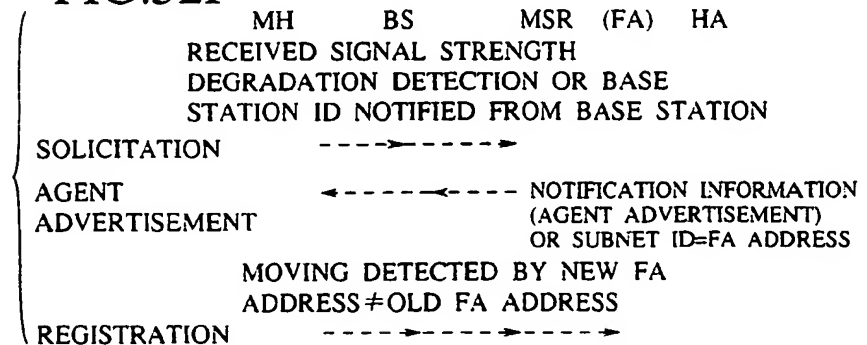 MH BS MSR (FA) HA
RECEIVED SIGNAL STRENGTH
DEGRADATION DETECTION OR BASE
STATION ID NOTIFIED FROM BASE STATION
SOLICITATION
AGENT
ADVERTISEMENT
NOTIFICATION INFORMATION
(AGENT ADVERTISEMENT)
OR SUBNET ID=FA ADDRESS
MOVING DETECTED BY NEW FA
ADDRESS≠OLD FA ADDRESS
REGISTRATION